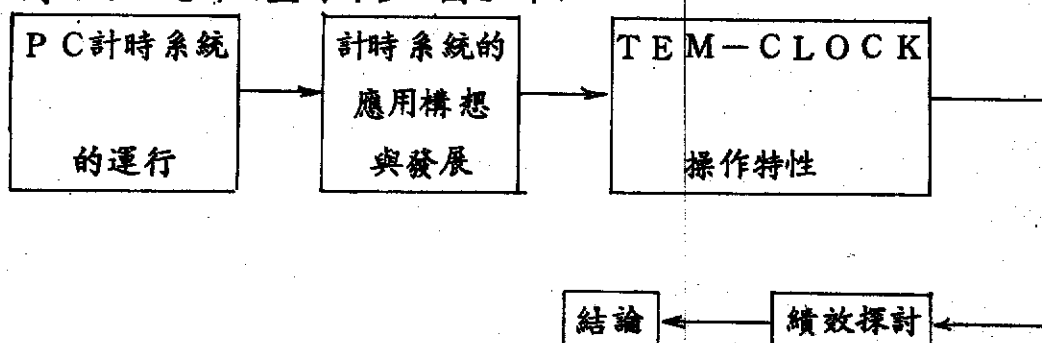 PC計時系統
的運行
計時系統的
應用構想
與發展
TEM－CLOCK
操作特性
績效探討
結論